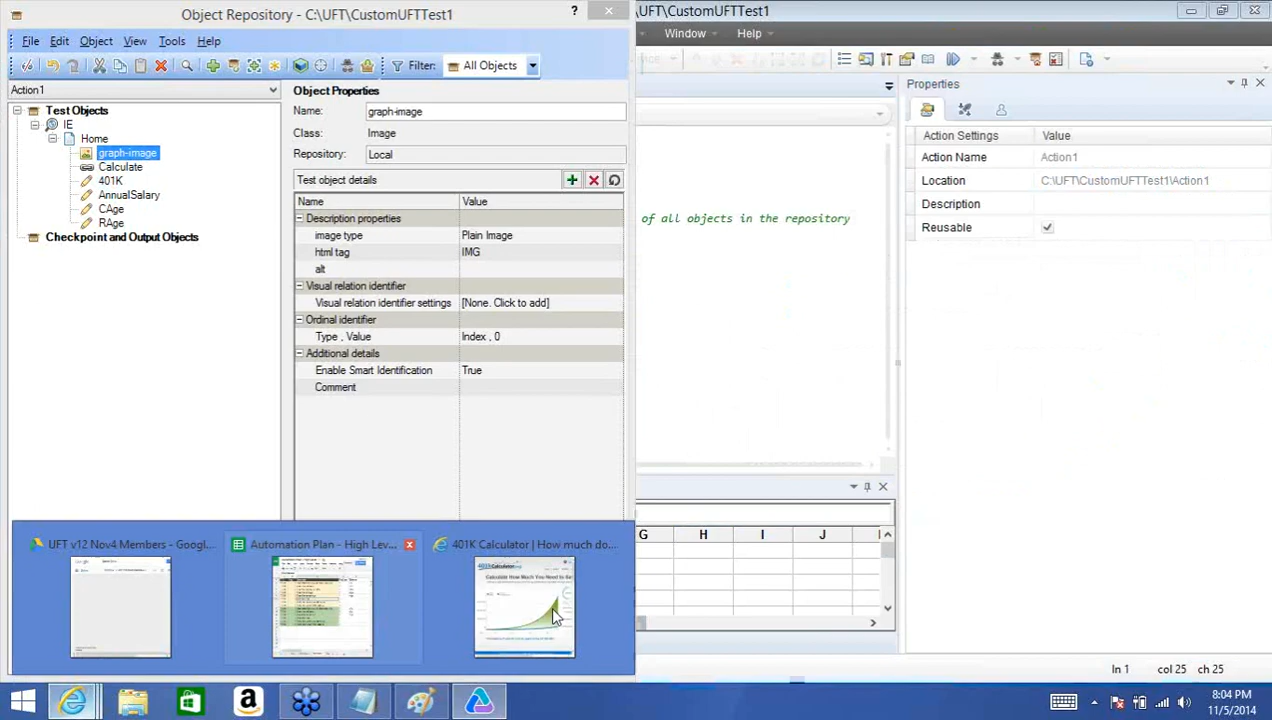 Object Repository - C:\UFT\CustomUFTTest1
?
UFT\CustomUFTTest1
File Edit Object View Tools Help
Window Help
Filter: All Objects
Action1
Object Properties
Properties
Test Objects
IE
Home
graph-image
Calculate
401K
AnnualSalary
CAge
RAge
Checkpoint and Output Objects
Name: graph-image
Class: Image
Repository: Local
Test object details
Name Value
Description properties
image type Plain Image
html tag IMG
alt
Visual relation identifier
Visual relation identifier settings [None. Click to add]
Ordinal identifier
Type , Value Index , 0
Additional details
Enable Smart Identification True
Comment
of all objects in the repository
Action Settings Value
Action Name Action1
Location C:\UFT\CustomUFTTest1\Action1
Description
Reusable
G H I J
UFT v12 Nov4 Members - Googl...
Automation Plan - High Lev...
401K Calculator | How much do...
Calculate How Much You Need to
ln 1 col 25 ch 25
8:04 PM
11/5/2014